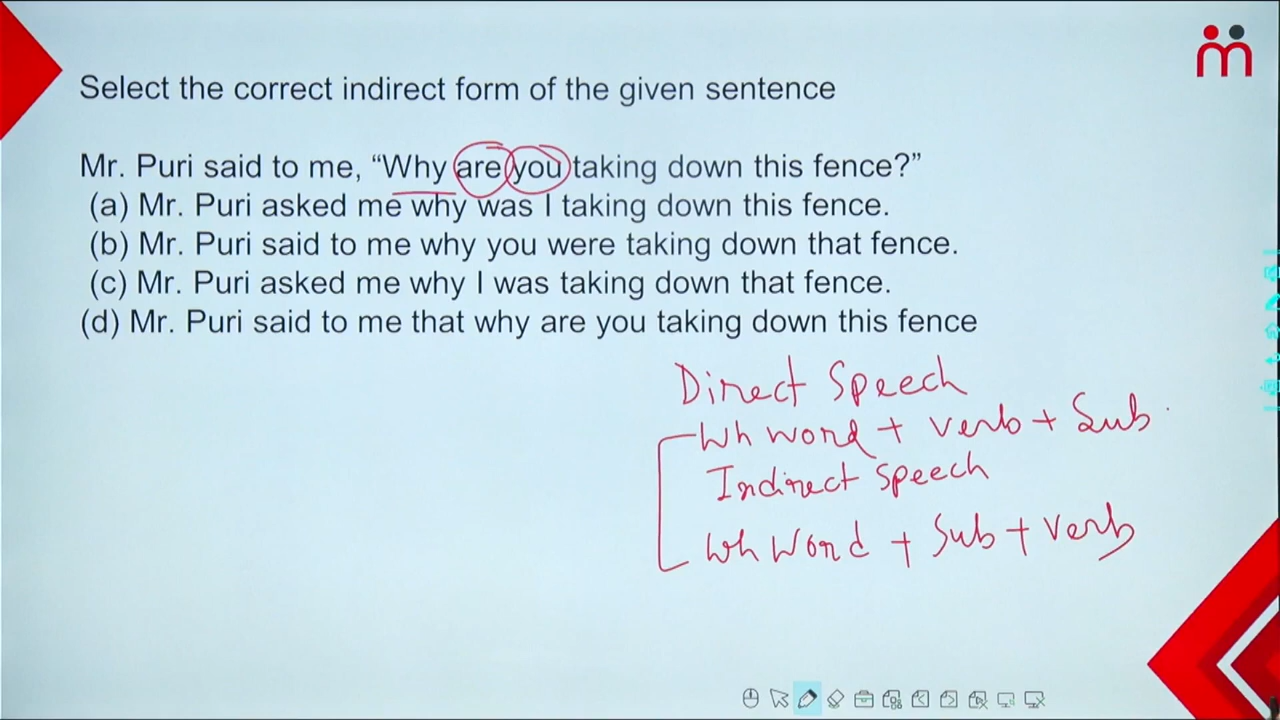 Select the correct indirect form of the given sentence
Mr. Puri said to me, “Why are you taking down this fence?”
(a) Mr. Puri asked me why was I taking down this fence.
(b) Mr. Puri said to me why you were taking down that fence.
(c) Mr. Puri asked me why I was taking down that fence.
(d) Mr. Puri said to me that why are you taking down this fence
Direct Speech
Wh word + verb + Sub
Indirect Speech
Wh Word + Sub + Verb